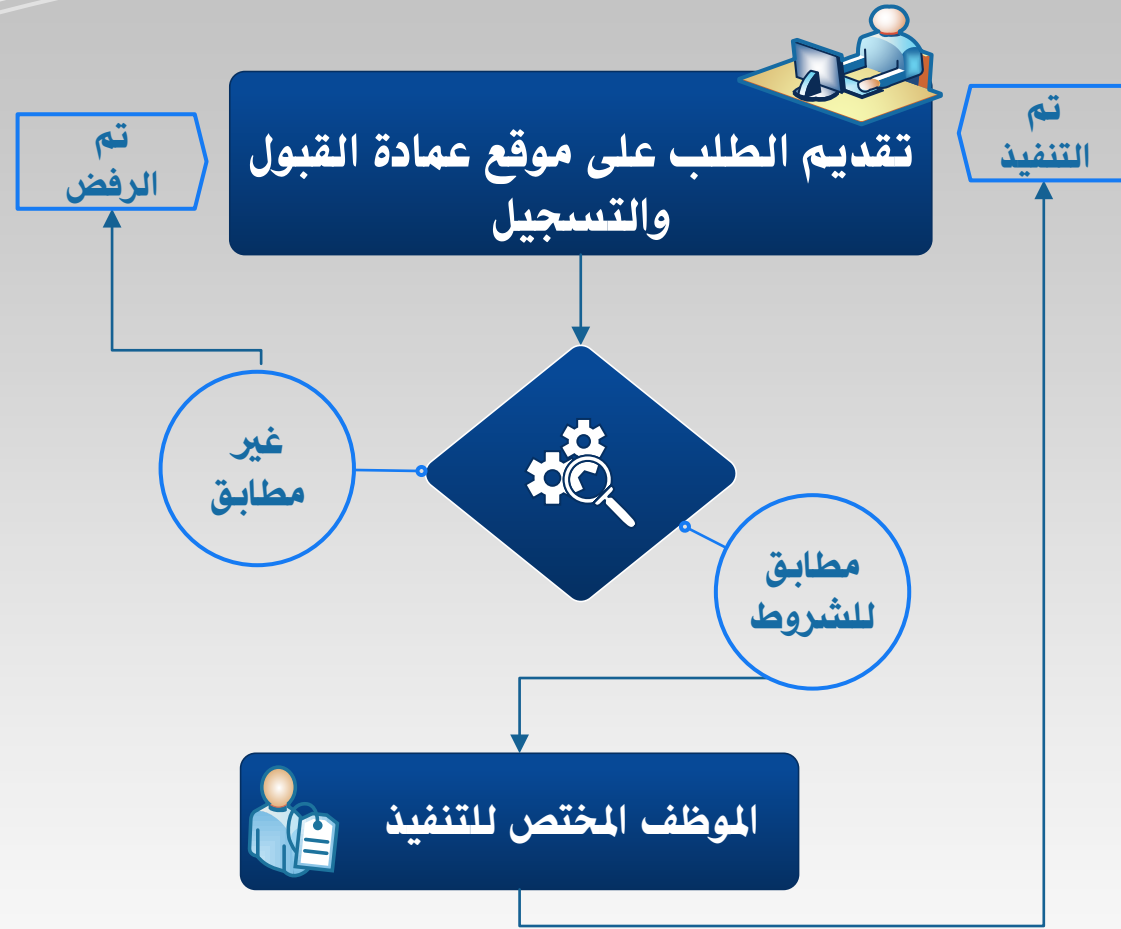 تم
التنفيذ
تقديم الطلب على موقع عمادة القبول
والتسجيل
تم
الرفض
غير
مطابق
مطابق
للشروط
الموظف المختص للتنفيذ